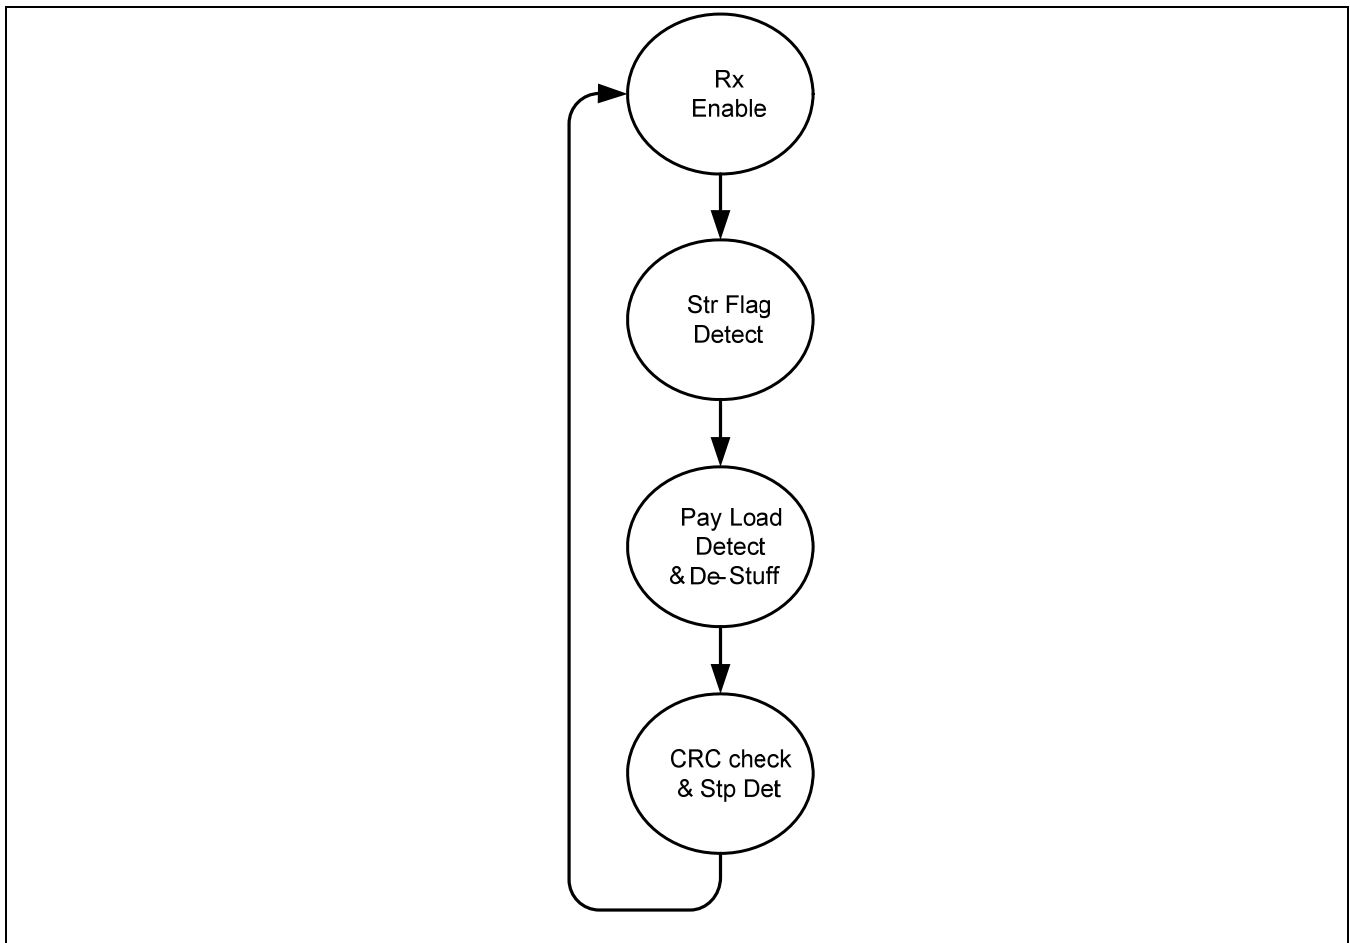 Rx
Enable
Str Flag
Detect
Pay Load
Detect
& De-Stuff
CRC check
& Stp Det